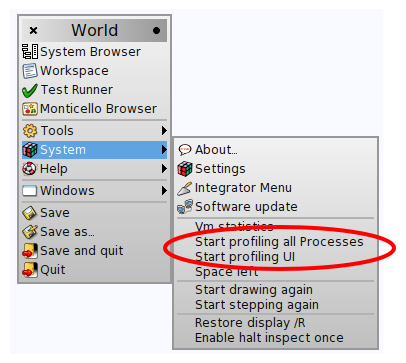 World
System Browser
Workspace
Test Runner
Monticello Browser
Tools
System
Help
Windows
Save
Save as...
Save and quit
Quit
About...
Settings
Integrator Menu
Software update
Vm statistics
Start profiling all Processes
Start profiling UI
Space left
Start drawing again
Start stepping again
Restore display /R
Enable halt inspect once